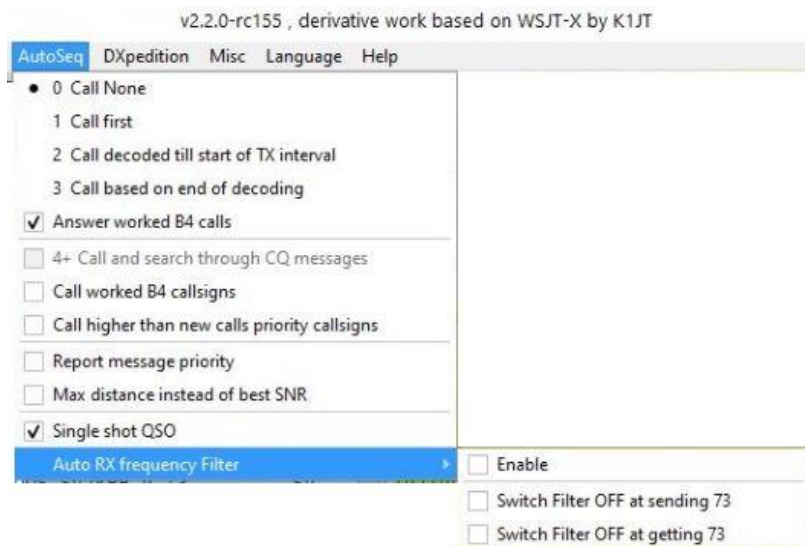 v2.2.0-rc155 , derivative work based on WSJT-X by K1JT
AutoSeq DXpedition Misc Language Help
0 Call None
1 Call first
2 Call decoded till start of TX interval
3 Call based on end of decoding
Answer worked B4 calls
4+ Call and search through CQ messages
Call worked B4 callsigns
Call higher than new calls priority callsigns
Report message priority
Max distance instead of best SNR
Single shot QSO
Auto RX frequency Filter
Enable
Switch Filter OFF at sending 73
Switch Filter OFF at getting 73